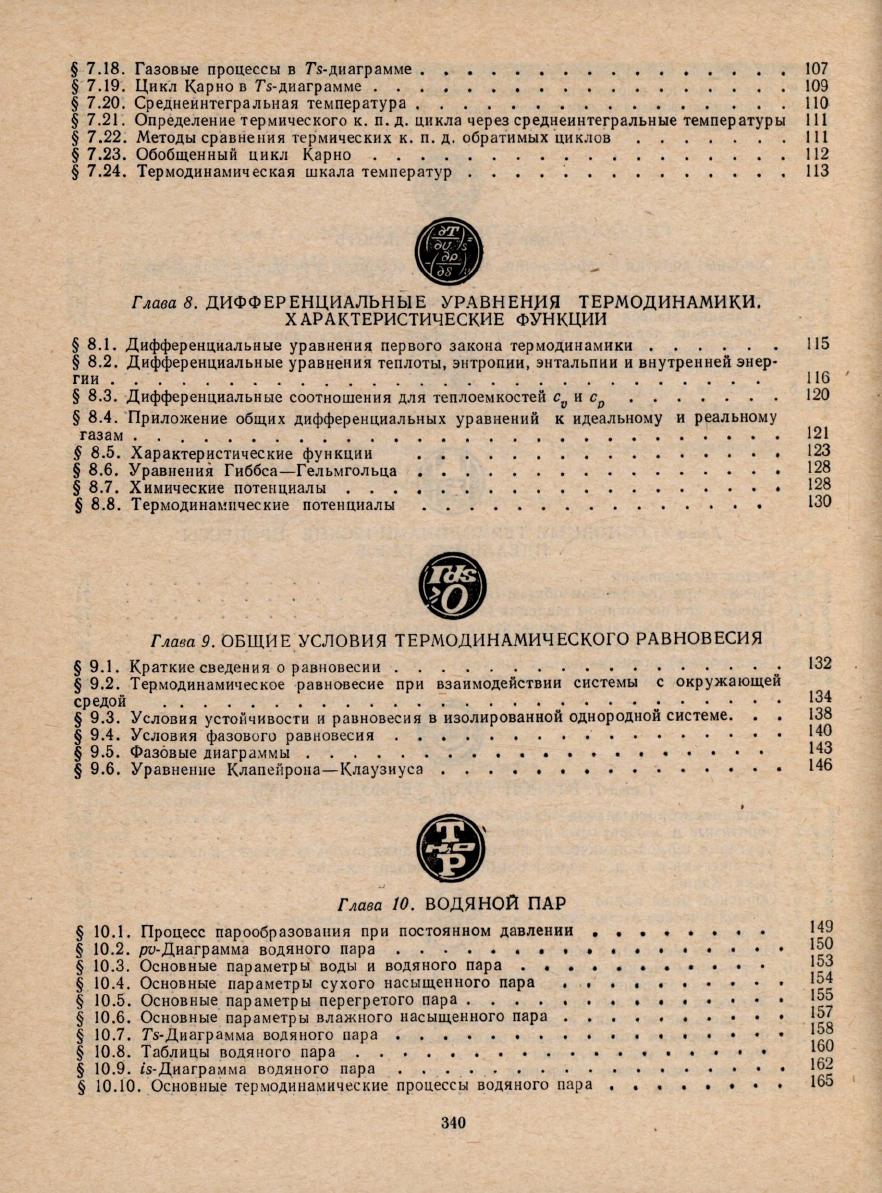 § 7.18. Газовые процессы в Ts-диаграмме . . . . . . . . . . . . . . . . 107
§ 7.19. Цикл Карно в Ts-диаграмме . . . . . . . . . . . . . . . . . . 109
§ 7.20. Среднеинтегральная температура . . . . . . . . . . . . . . . . 110
§ 7.21. Определение термического к. п. д. цикла через среднеинтегральные температуры 111
§ 7.22. Методы сравнения термических к. п. д. обратимых циклов . . . . . . . 111
§ 7.23. Обобщенный цикл Карно . . . . . . . . . . . . . . . . . . 112
§ 7.24. Термодинамическая шкала температур . . . . . . . . . . . . . . 113
Глава 8. ДИФФЕРЕНЦИАЛЬНЫЕ УРАВНЕНИЯ ТЕРМОДИНАМИКИ.
ХАРАКТЕРИСТИЧЕСКИЕ ФУНКЦИИ
§ 8.1. Дифференциальные уравнения первого закона термодинамики . . . . . . 115
§ 8.2. Дифференциальные уравнения теплоты, энтропии, энтальпии и внутренней энер-
гии . . . . . . . . . . . . . . . . . . . . . . . . . . . . . 116
§ 8.3. Дифференциальные соотношения для теплоемкостей cv и cp . . . . . . . 120
§ 8.4. Приложение общих дифференциальных уравнений к идеальному и реальному
газам . . . . . . . . . . . . . . . . . . . . . . . . . . . . 121
§ 8.5. Характеристические функции . . . . . . . . . . . . . . . . 123
§ 8.6. Уравнения Гиббса—Гельмгольца . . . . . . . . . . . . . . . . 128
§ 8.7. Химические потенциалы . . . . . . . . . . . . . . . . . . . 128
§ 8.8. Термодинамические потенциалы . . . . . . . . . . . . . . . 130
Tds
≥0
Глава 9. ОБЩИЕ УСЛОВИЯ ТЕРМОДИНАМИЧЕСКОГО РАВНОВЕСИЯ
§ 9.1. Краткие сведения о равновесии . . . . . . . . . . . . . . . . . 132
§ 9.2. Термодинамическое равновесие при взаимодействии системы с окружающей
средой . . . . . . . . . . . . . . . . . . . . . . . . . . . 134
§ 9.3. Условия устойчивости и равновесия в изолированной однородной системе. . . 138
§ 9.4. Условия фазового равновесия . . . . . . . . . . . . . . . . . 140
§ 9.5. Фазовые диаграммы . . . . . . . . . . . . . . . . . . . . 143
§ 9.6. Уравнение Клапейрона—Клаузиуса . . . . . . . . . . . . . . . 146
Глава 10. ВОДЯНОЙ ПАР
§ 10.1. Процесс парообразования при постоянном давлении . . . . . . . . 149
§ 10.2. pv-Диаграмма водяного пара . . . . . . . . . . . . . . . . . 150
§ 10.3. Основные параметры воды и водяного пара . . . . . . . . . . . 153
§ 10.4. Основные параметры сухого насыщенного пара . . . . . . . . . . 154
§ 10.5. Основные параметры перегретого пара . . . . . . . . . . . . . . 155
§ 10.6. Основные параметры влажного насыщенного пара . . . . . . . . . . 157
§ 10.7. Ts-Диаграмма водяного пара . . . . . . . . . . . . . . . . . 158
§ 10.8. Таблицы водяного пара . . . . . . . . . . . . . . . . . . 160
§ 10.9. is-Диаграмма водяного пара . . . . . . . . . . . . . . . . . 162
§ 10.10. Основные термодинамические процессы водяного пара . . . . . . . . 165
340